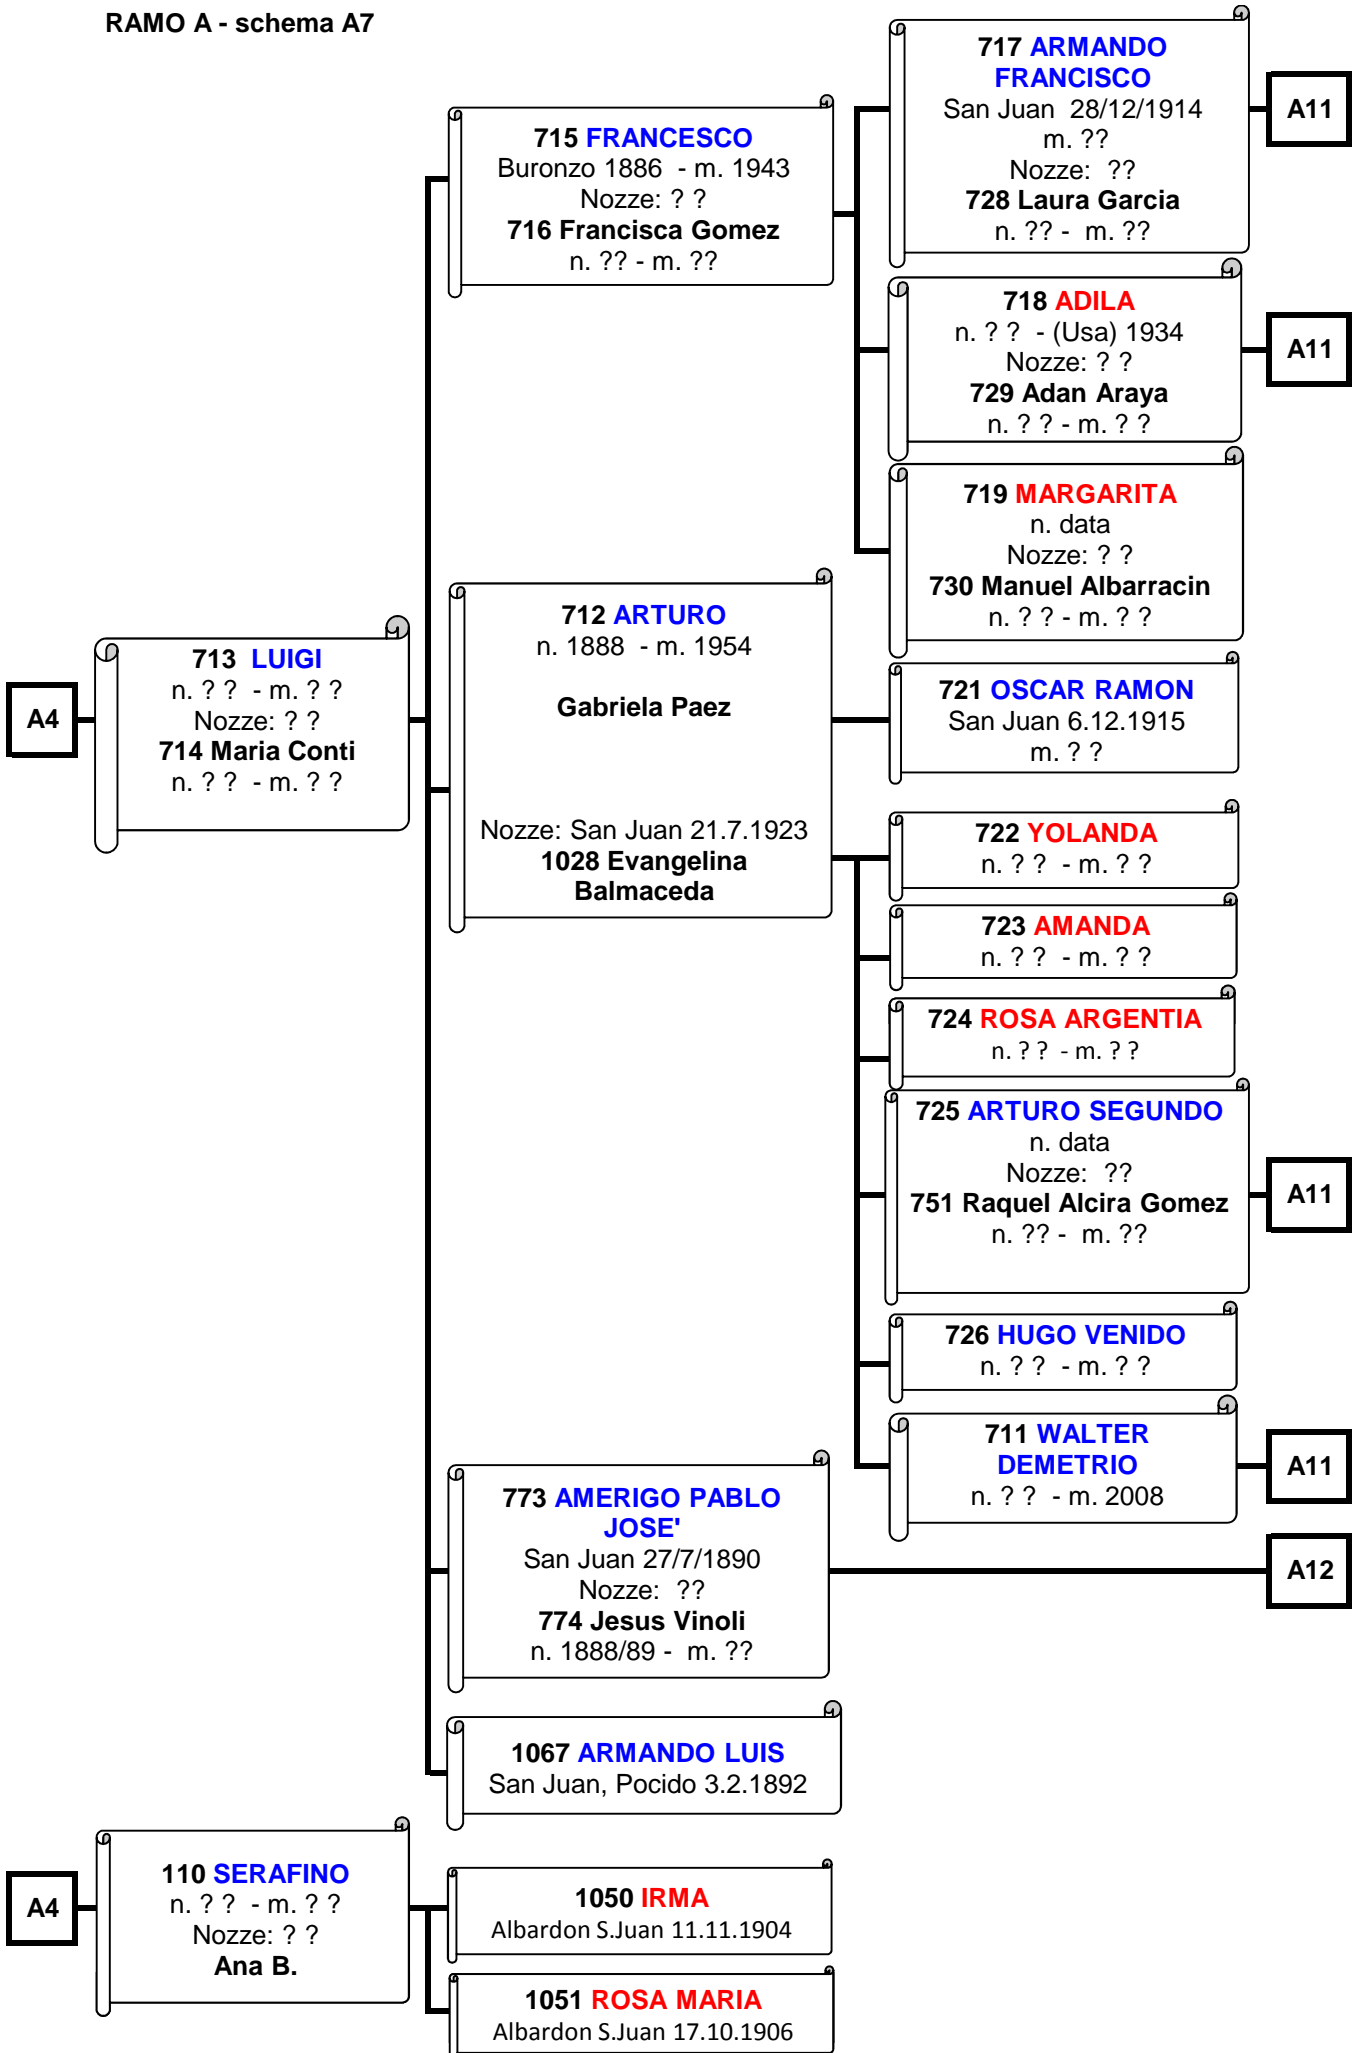 RAMO A - schema A7
717 ARMANDO
FRANCISCO
San Juan  28/12/1914
m. ??
Nozze:  ??
728 Laura Garcia
n. ?? -  m. ??
A11
715 FRANCESCO
Buronzo 1886  - m. 1943
Nozze: ? ?
716 Francisca Gomez
n. ?? - m. ??
718 ADILA
n. ? ?  - (Usa) 1934
Nozze: ? ?
729 Adan Araya
n. ? ? - m. ? ?
A11
719 MARGARITA
n. data
Nozze: ? ?
730 Manuel Albarracin
n. ? ? - m. ? ?
A4
713  LUIGI
n. ? ?  - m. ? ?
Nozze: ? ?
714 Maria Conti
n. ? ?  - m. ? ?
712 ARTURO
n. 1888  - m. 1954
Gabriela Paez
Nozze: San Juan 21.7.1923
1028 Evangelina
Balmaceda
721 OSCAR RAMON
San Juan 6.12.1915
m. ? ?
722 YOLANDA
n. ? ?  - m. ? ?
723 AMANDA
n. ? ?  - m. ? ?
724 ROSA ARGENTIA
n. ? ?  - m. ? ?
725 ARTURO SEGUNDO
n. data
Nozze:  ??
751 Raquel Alcira Gomez
n. ?? -  m. ??
A11
726 HUGO VENIDO
n. ? ?  - m. ? ?
711 WALTER
DEMETRIO
n. ? ?  - m. 2008
A11
773 AMERIGO PABLO
JOSE'
San Juan 27/7/1890
Nozze:  ??
774 Jesus Vinoli
n. 1888/89 -  m. ??
A12
1067 ARMANDO LUIS
San Juan, Pocido 3.2.1892
A4
110 SERAFINO
n. ? ?  - m. ? ?
Nozze: ? ?
Ana B.
1050 IRMA
Albardon S.Juan 11.11.1904
1051 ROSA MARIA
Albardon S.Juan 17.10.1906